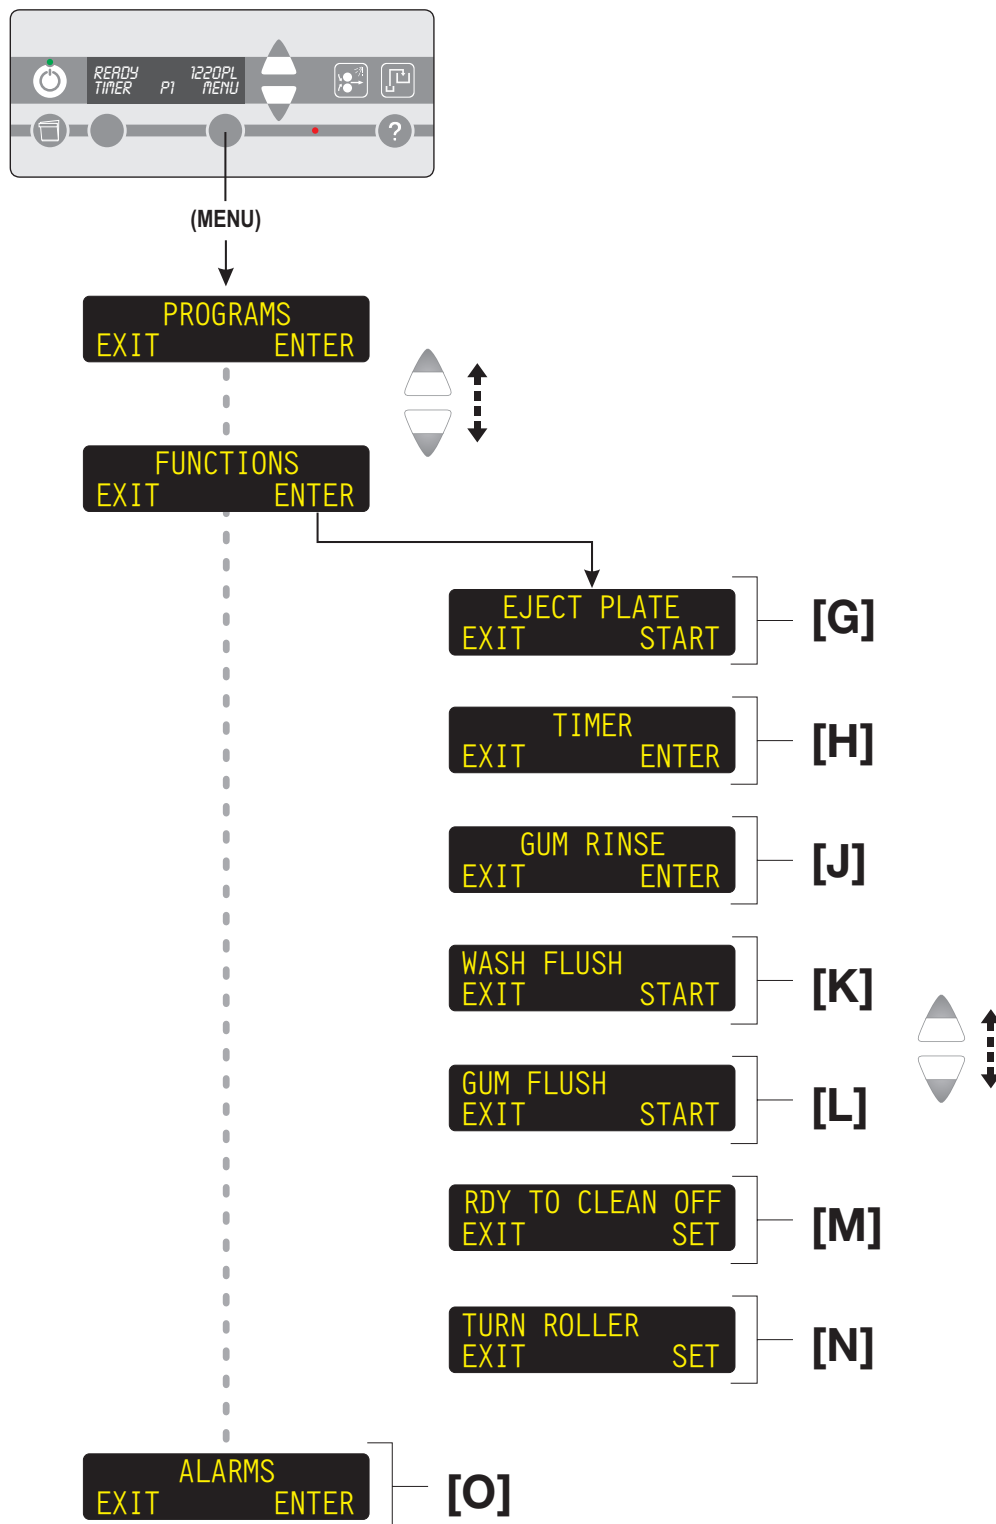 READY 1220PL
TIMER P1 MENU
?
(MENU)
PROGRAMS
EXIT ENTER
FUNCTIONS
EXIT ENTER
EJECT PLATE
EXIT START
[G]
TIMER
EXIT ENTER
[H]
GUM RINSE
EXIT ENTER
[J]
WASH FLUSH
EXIT START
[K]
GUM FLUSH
EXIT START
[L]
RDY TO CLEAN OFF
EXIT SET
[M]
TURN ROLLER
EXIT SET
[N]
ALARMS
EXIT ENTER
[O]